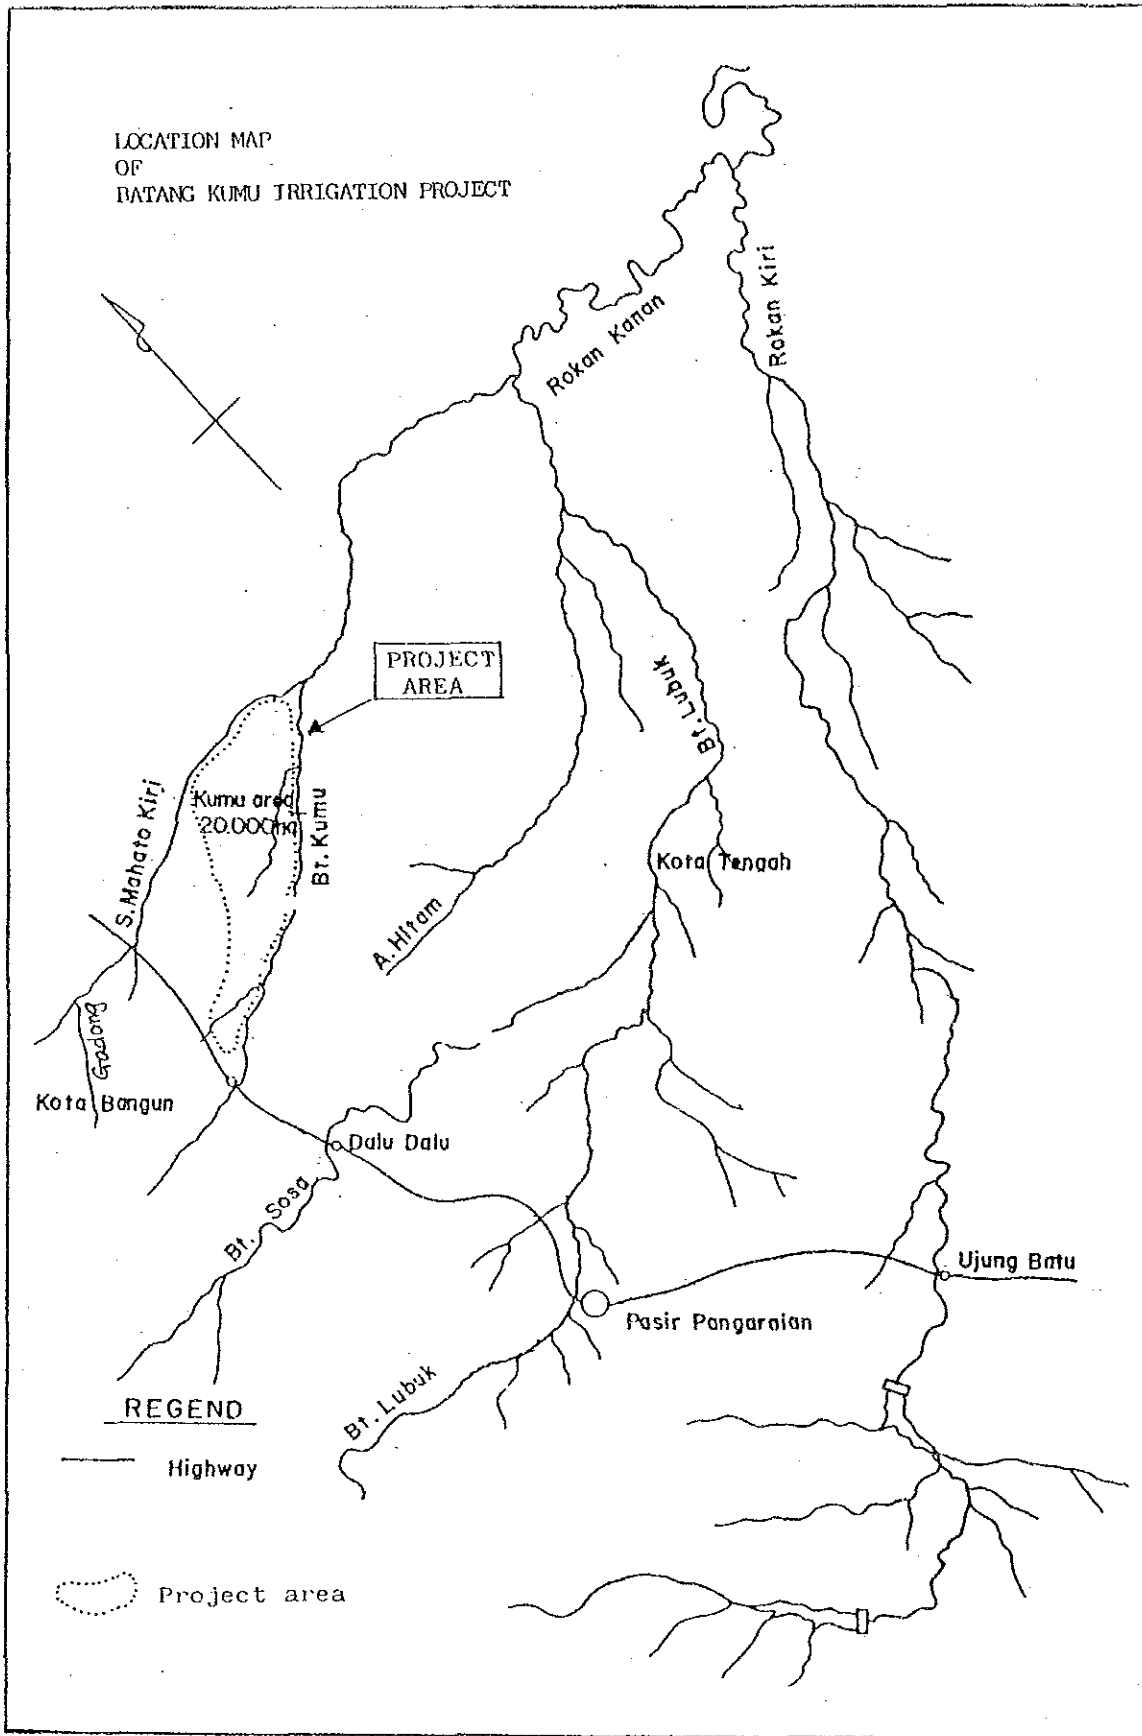 LOCATION MAP
OF
BATANG KUMU IRRIGATION PROJECT
Rokan Kiri
Rokan Kanan
PROJECT
AREA
Bt. Lubuk
Kumu area
20.000ha
Bt. Kumu
S. Mahato Kiri
Kota Tengah
A. Hitam
Gadong
Kota Bangun
Dalu Dalu
Bt. Sosa
Ujung Batu
Pasir Pangaraian
Bt. Lubuk
REGEND
Highway
Project area